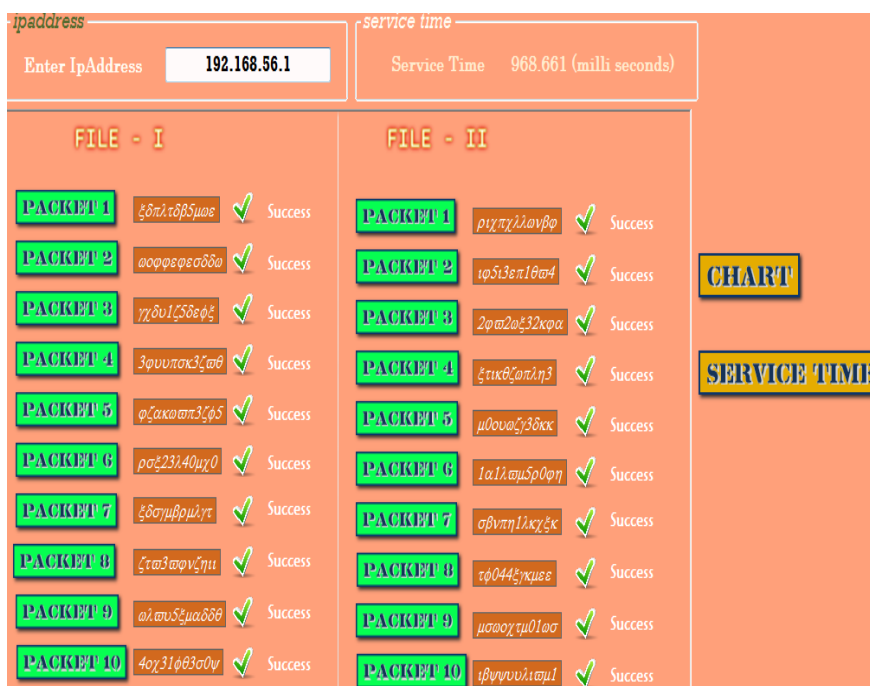 ipaddress
Enter IpAddress 192.168.56.1
service time
Service Time 968.661 (milli seconds)
FILE - I
PACKET 1 ξδπλτδβ5μωε Success
PACKET 2 ωοφφεφεσδδω Success
PACKET 3 γχδυ1ζ5δεφξ Success
PACKET 4 3φυυπσκ3ζϖθ Success
PACKET 5 φζακωϖπ3ζφ5 Success
PACKET 6 ρσξ23λ40μχ0 Success
PACKET 7 ξδσγμβρμλγτ Success
PACKET 8 ζτϖ3ϖφνζηιι Success
PACKET 9 ωλϖυ5ξμαδδθ Success
PACKET 10 4οχ31φθ3σ0ψ Success
FILE - II
PACKET 1 ριχπχλλωνβφ Success
PACKET 2 ιφ5ι3επ1θϖ4 Success
PACKET 3 2φϖ2ωξ32κφα Success
PACKET 4 ξτικθζωπλη3 Success
PACKET 5 μ0ουωζγ3δκκ Success
PACKET 6 1α1λϖμ5ρ0φη Success
PACKET 7 σβνπη1λκχξκ Success
PACKET 8 τφ044ξγκμεε Success
PACKET 9 μσωοχτμ01ωσ Success
PACKET 10 ιβψψυυλιϖμ1 Success
CHART
SERVICE TIME